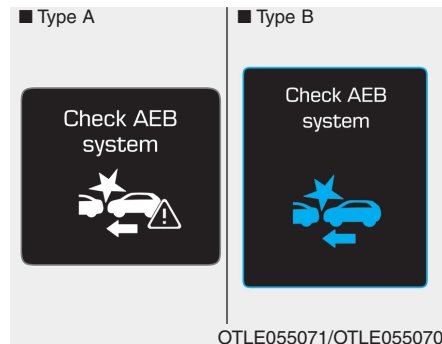 ■ Type A
■ Type B
Check AEB
system
Check AEB
system
OTLE055071/OTLE055070